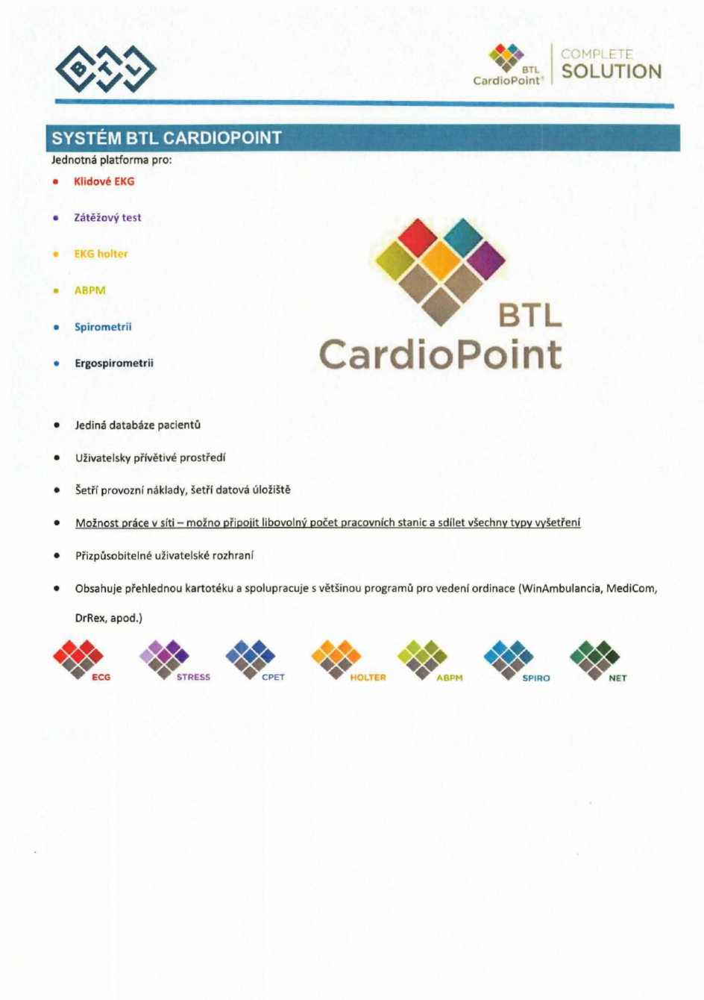 BTL
BTL
CardioPoint®
COMPLETE
SOLUTION
SYSTÉM BTL CARDIOPOINT
Jednotná platforma pro:
• Klidové EKG
• Zátěžový test
• EKG holter
• ABPM
• Spirometrii
• Ergospirometrii
BTL
CardioPoint
• Jediná databáze pacientů
• Uživatelsky přívětivé prostředí
• Šetří provozní náklady, šetří datová úložiště
• Možnost práce v síti – možno připojit libovolný počet pracovních stanic a sdílet všechny typy vyšetření
• Přizpůsobitelné uživatelské rozhraní
• Obsahuje přehlednou kartotéku a spolupracuje s většinou programů pro vedení ordinace (WinAmbulancia, MediCom,
DrRex, apod.)
ECG STRESS CPET HOLTER ABPM SPIRO NET